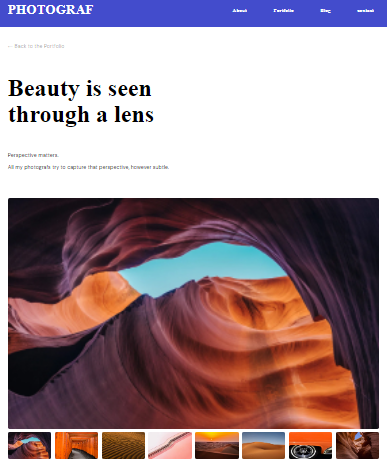 PHOTOGRAF
About Portfolio Blog contact
← Back to the Portfolio
Beauty is seen
through a lens
Perspective matters.
All my photografs try to capture that perspective, however subtle.